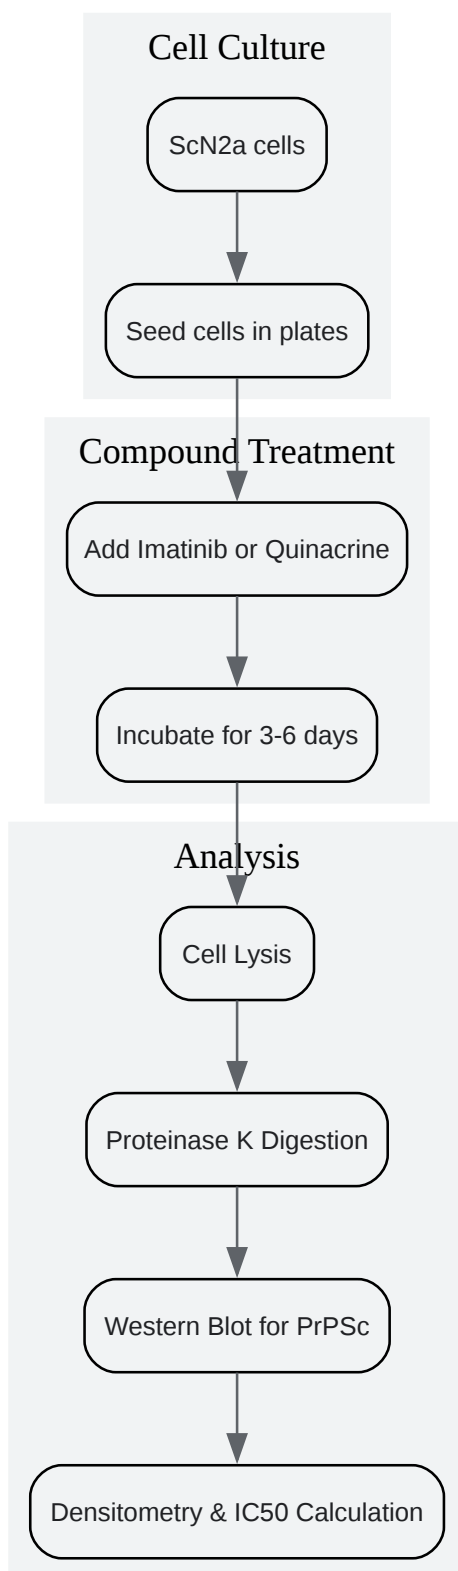 Cell Culture
ScN2a cells
Seed cells in plates
Compound Treatment
Add Imatinib or Quinacrine
Incubate for 3-6 days
Analysis
Cell Lysis
Proteinase K Digestion
Western Blot for PrPSc
Densitometry & IC50 Calculation